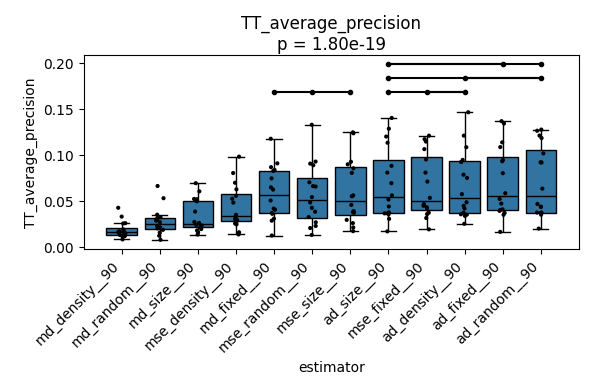 TT_average_precision
p = 1.80e-19
TT_average_precision
0.20
0.15
0.10
0.05
0.00
md_density__90
md_random__90
md_size__90
mse_density__90
md_fixed__90
mse_random__90
mse_size__90
ad_size__90
mse_fixed__90
ad_density__90
ad_fixed__90
ad_random__90
estimator